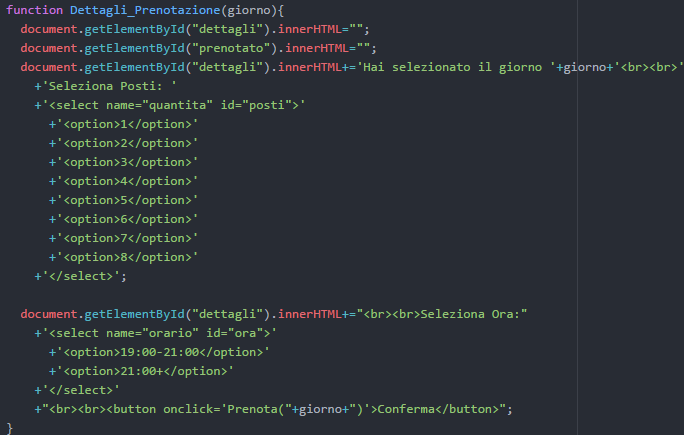 function Dettagli_Prenotazione(giorno){
  document.getElementById("dettagli").innerHTML="";
  document.getElementById("prenotato").innerHTML="";
  document.getElementById("dettagli").innerHTML+='Hai selezionato il giorno '+giorno+'<br><br>'
    +'Seleziona Posti: '
    +'<select name="quantita" id="posti">'
      +'<option>1</option>'
      +'<option>2</option>'
      +'<option>3</option>'
      +'<option>4</option>'
      +'<option>5</option>'
      +'<option>6</option>'
      +'<option>7</option>'
      +'<option>8</option>'
    +'</select>';

  document.getElementById("dettagli").innerHTML+="<br><br>Seleziona Ora:"
    +'<select name="orario" id="ora">'
      +'<option>19:00-21:00</option>'
      +'<option>21:00+</option>'
    +'</select>'
    +"<br><br><button onclick='Prenota("+giorno+")'>Conferma</button>";
}